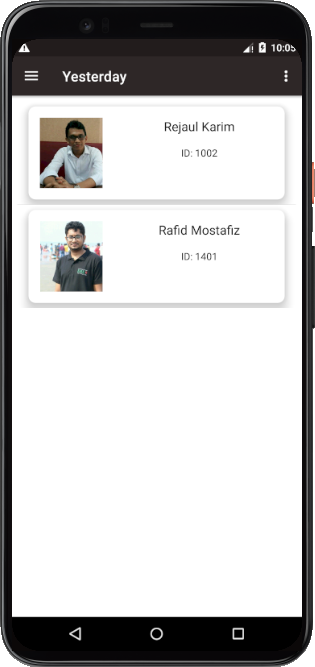 10:05
Yesterday
Rejaul Karim
ID: 1002
Rafid Mostafiz
ID: 1401